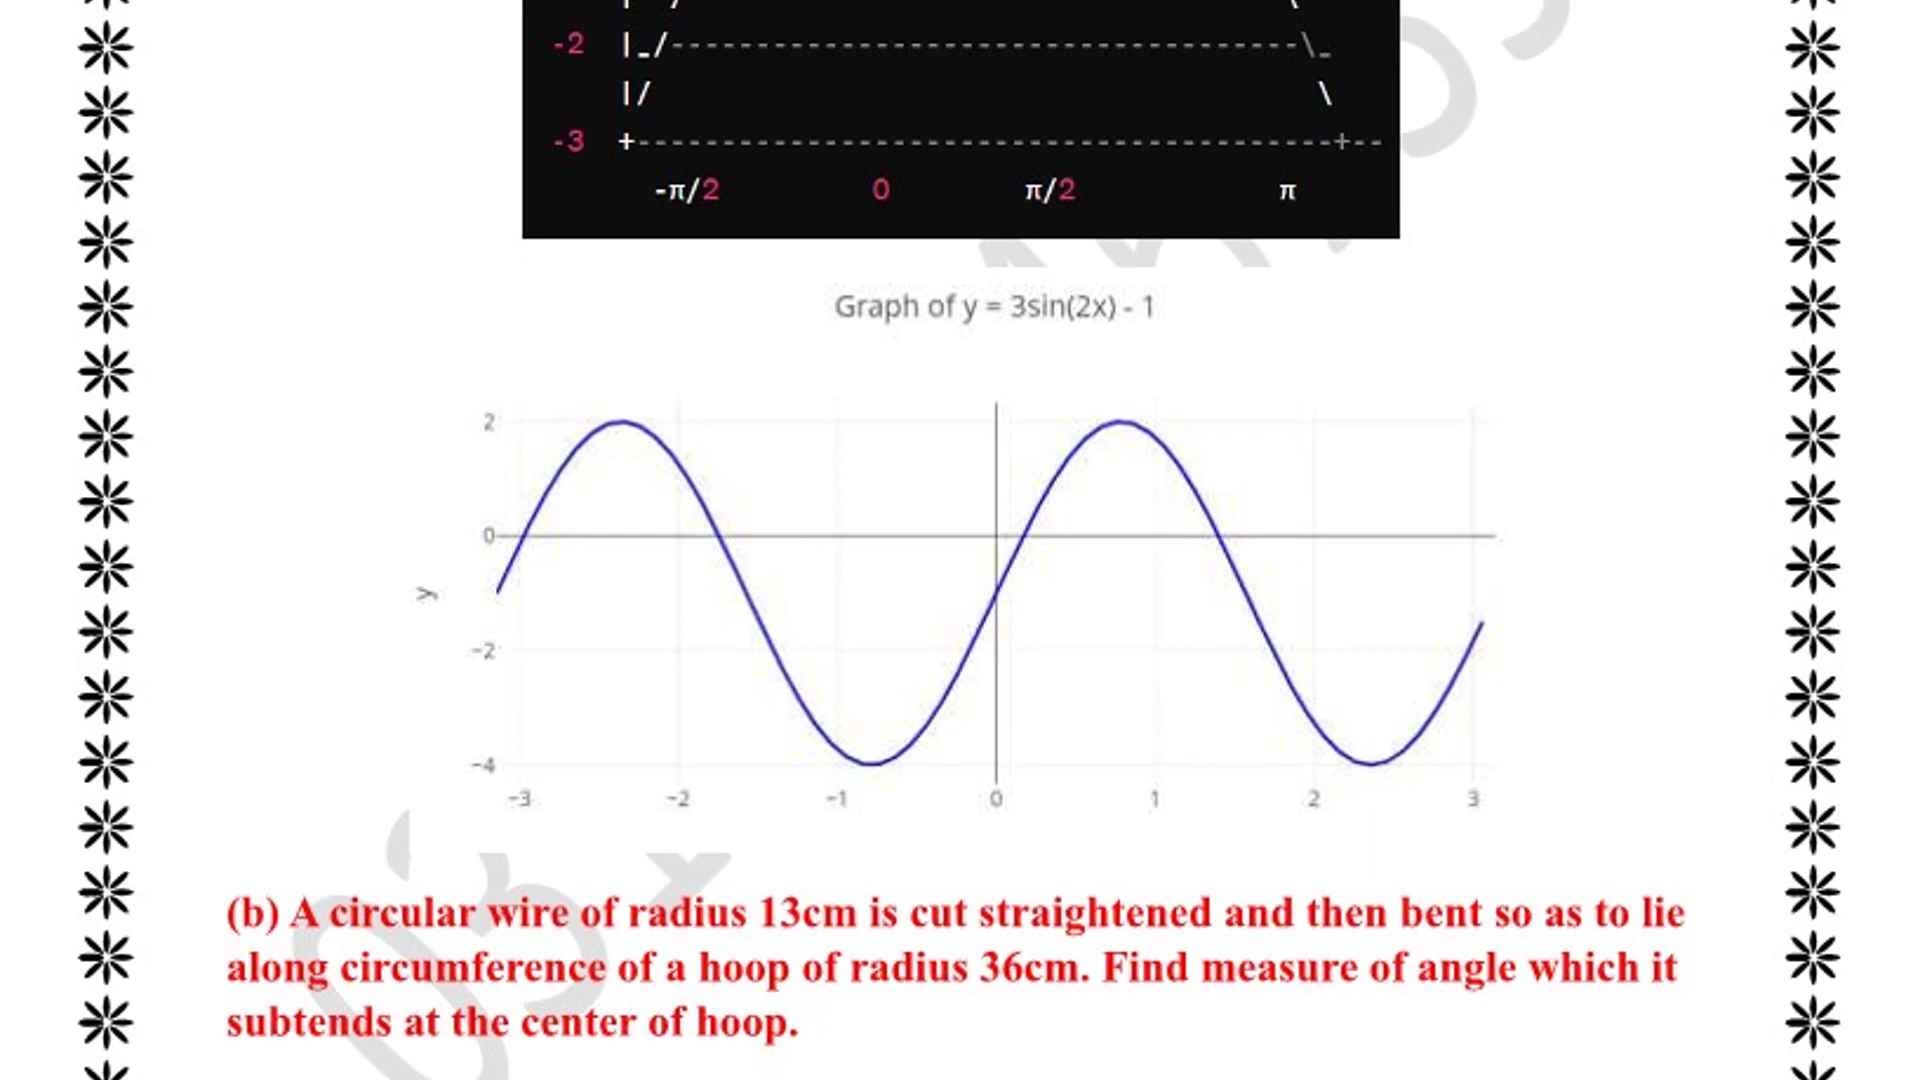 -2 |_/--------------------------------------------\_
|/ \
-3 +-------------------------------------------------+--
-π/2 0 π/2 π
Graph of y = 3sin(2x) - 1
2
0
y
−2
−4
−3 −2 −1 0 1 2 3
(b) A circular wire of radius 13cm is cut straightened and then bent so as to lie
along circumference of a hoop of radius 36cm. Find measure of angle which it
subtends at the center of hoop.